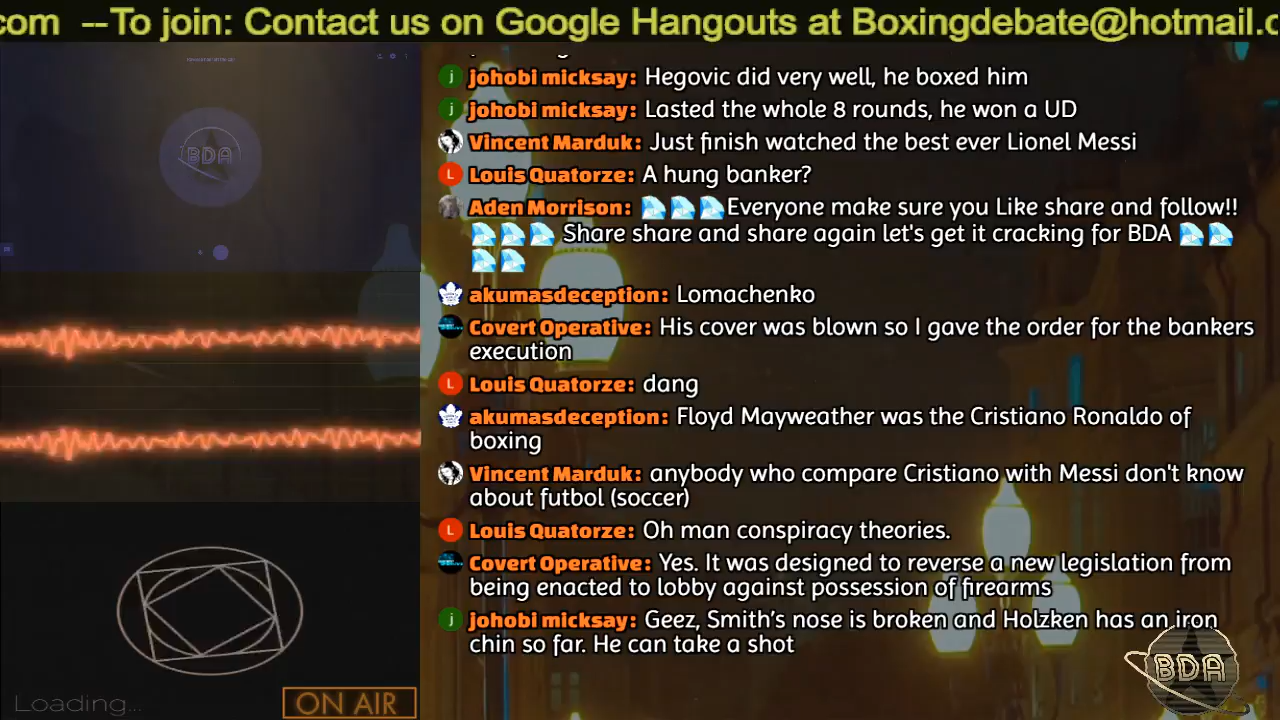 com --To join: Contact us on Google Hangouts at Boxingdebate@hotmail.c
BDA
johobi micksay: Hegovic did very well, he boxed him
johobi micksay: Lasted the whole 8 rounds, he won a UD
Vincent Marduk: Just finish watched the best ever Lionel Messi
L Louis Quatorze: A hung banker?
Aden Morrison: 💎💎💎Everyone make sure you Like share and follow!!
💎💎💎 Share share and share again let's get it cracking for BDA 💎💎
💎💎
akumasdeception: Lomachenko
Covert Operative: His cover was blown so I gave the order for the bankers
execution
L Louis Quatorze: dang
akumasdeception: Floyd Mayweather was the Cristiano Ronaldo of
boxing
Vincent Marduk: anybody who compare Cristiano with Messi don't know
about futbol (soccer)
L Louis Quatorze: Oh man conspiracy theories.
Covert Operative: Yes. It was designed to reverse a new legislation from
being enacted to lobby against possession of firearms
j johobi micksay: Geez, Smith's nose is broken and Holzken has an iron
chin so far. He can take a shot
BDA
Loading...
ON AIR